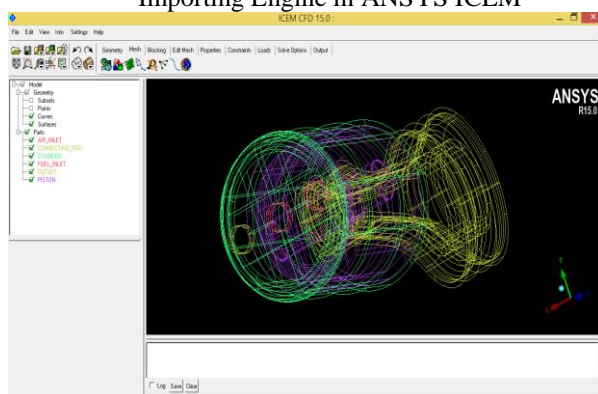 Importing Engine in ANSYS ICEM
ICEM CFD 15.0 :
File Edit View Info Settings Help
Geometry Mesh Blocking Edit Mesh Properties Constraints Loads Solve Options Output
Model
Geometry
Subsets
Points
Curves
Surfaces
Parts
AIR_INLET
CONNECTING_ROD
CYLINDER
FUEL_INLET
OUTLET
PISTON
ANSYS
R15.0
Y
X
Z
Log Save Clear